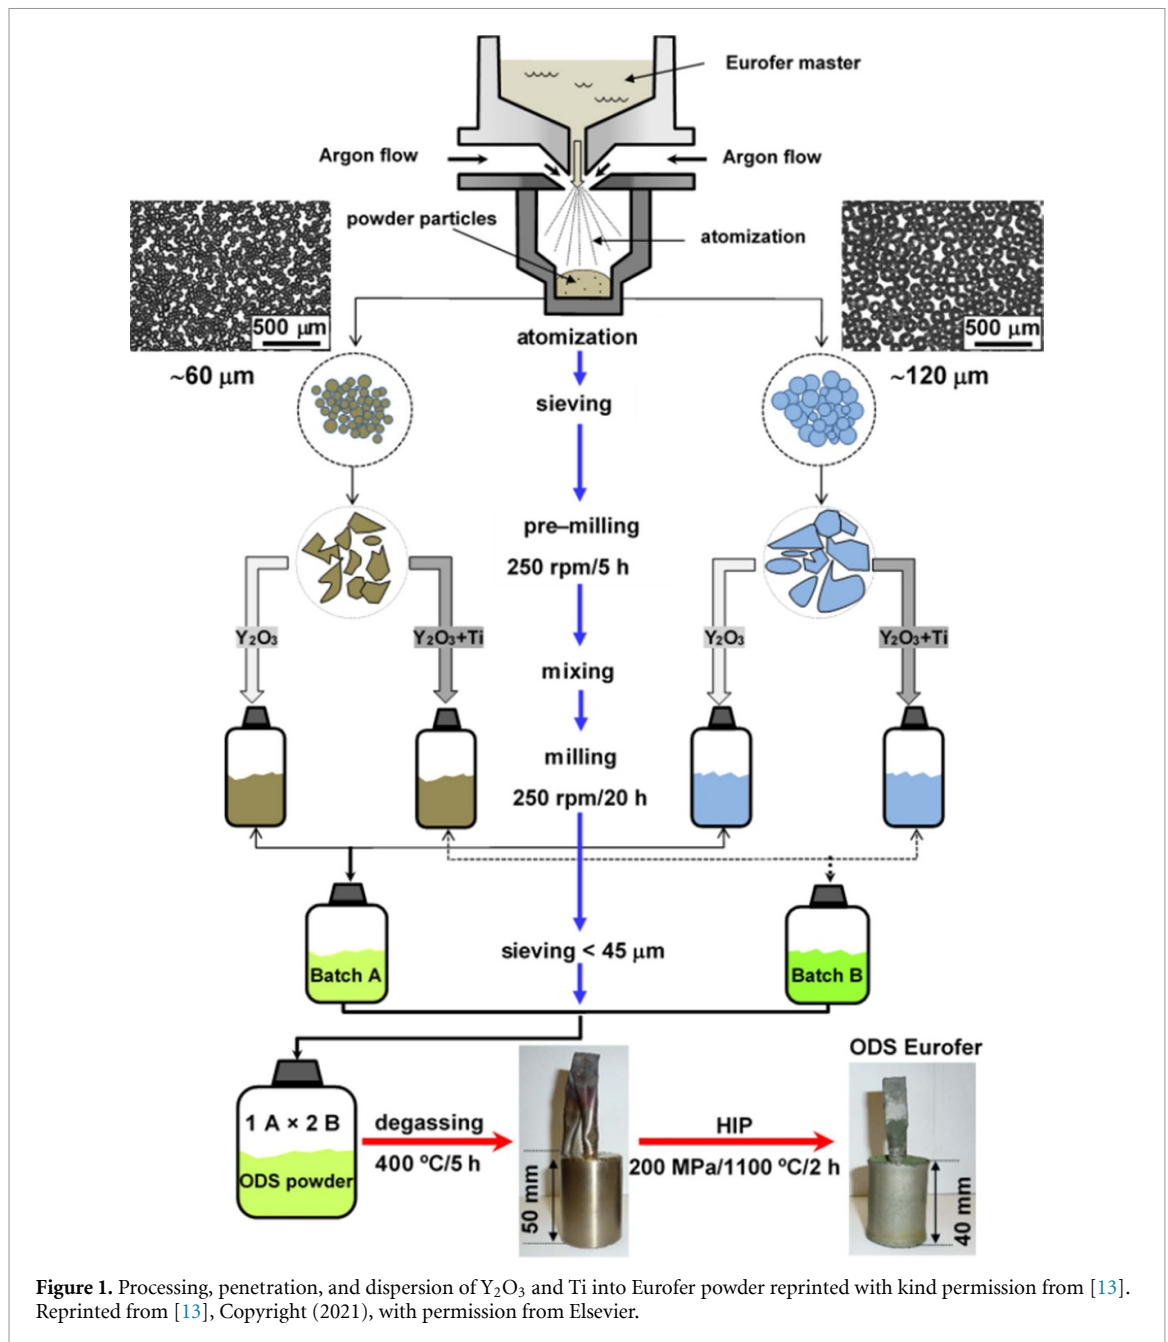 Eurofer master
Argon flow
Argon flow
powder particles
atomization
500 µm
500 µm
~60 µm
~120 µm
atomization
sieving
pre–milling
250 rpm/5 h
Y₂O₃
Y₂O₃+Ti
Y₂O₃
Y₂O₃+Ti
mixing
milling
250 rpm/20 h
sieving < 45 µm
Batch A
Batch B
ODS Eurofer
1 A × 2 B
ODS powder
degassing
400 ºC/5 h
50 mm
HIP
200 MPa/1100 ºC/2 h
40 mm
Figure 1. Processing, penetration, and dispersion of Y₂O₃ and Ti into Eurofer powder reprinted with kind permission from [13].
Reprinted from [13], Copyright (2021), with permission from Elsevier.